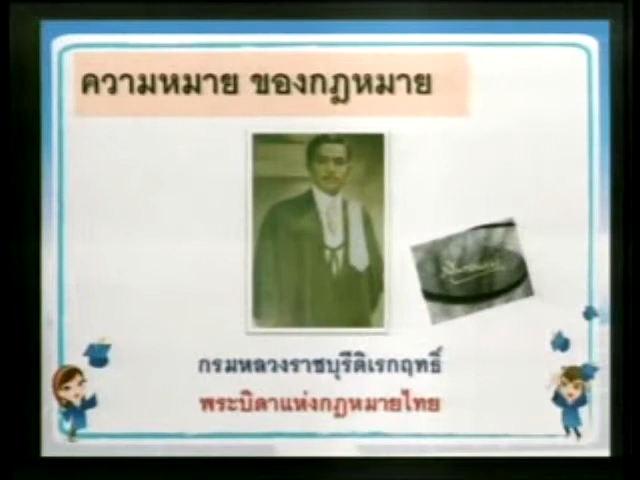 ความหมาย ของกฎหมาย
กรมหลวงราชบุรีดิเรกฤทธิ์
พระบิดาแห่งกฎหมายไทย